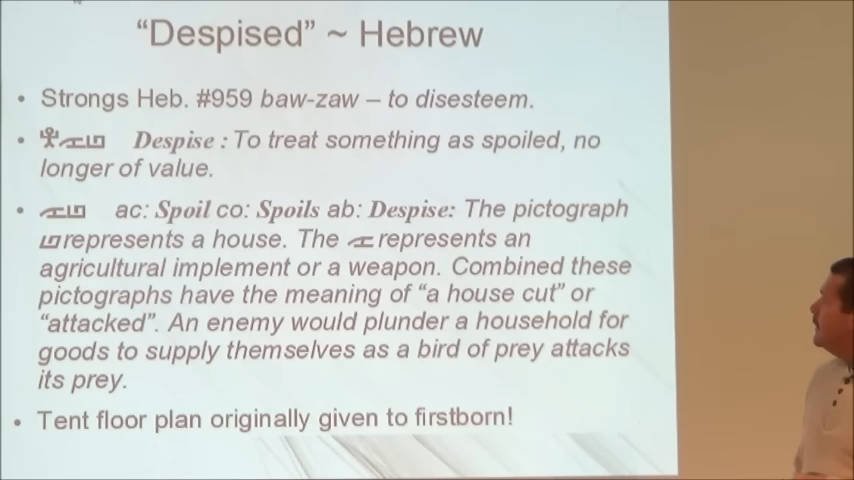 “Despised” ~ Hebrew
• Strongs Heb. #959 baw-zaw – to disesteem.
• Despise : To treat something as spoiled, no
longer of value.
• ac: Spoil co: Spoils ab: Despise: The pictograph
represents a house. The represents an
agricultural implement or a weapon. Combined these
pictographs have the meaning of “a house cut” or
“attacked”. An enemy would plunder a household for
goods to supply themselves as a bird of prey attacks
its prey.
• Tent floor plan originally given to firstborn!